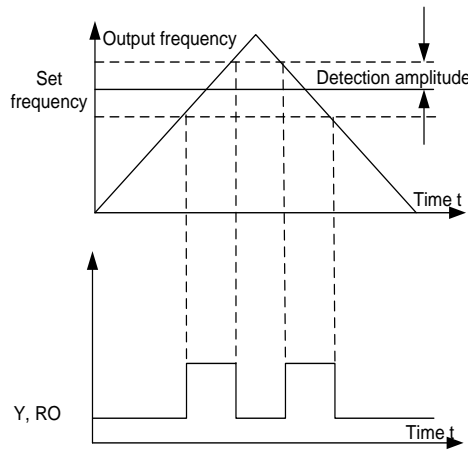 Output frequency
Set
frequency
Detection amplitude
Time t
Y, RO
Time t